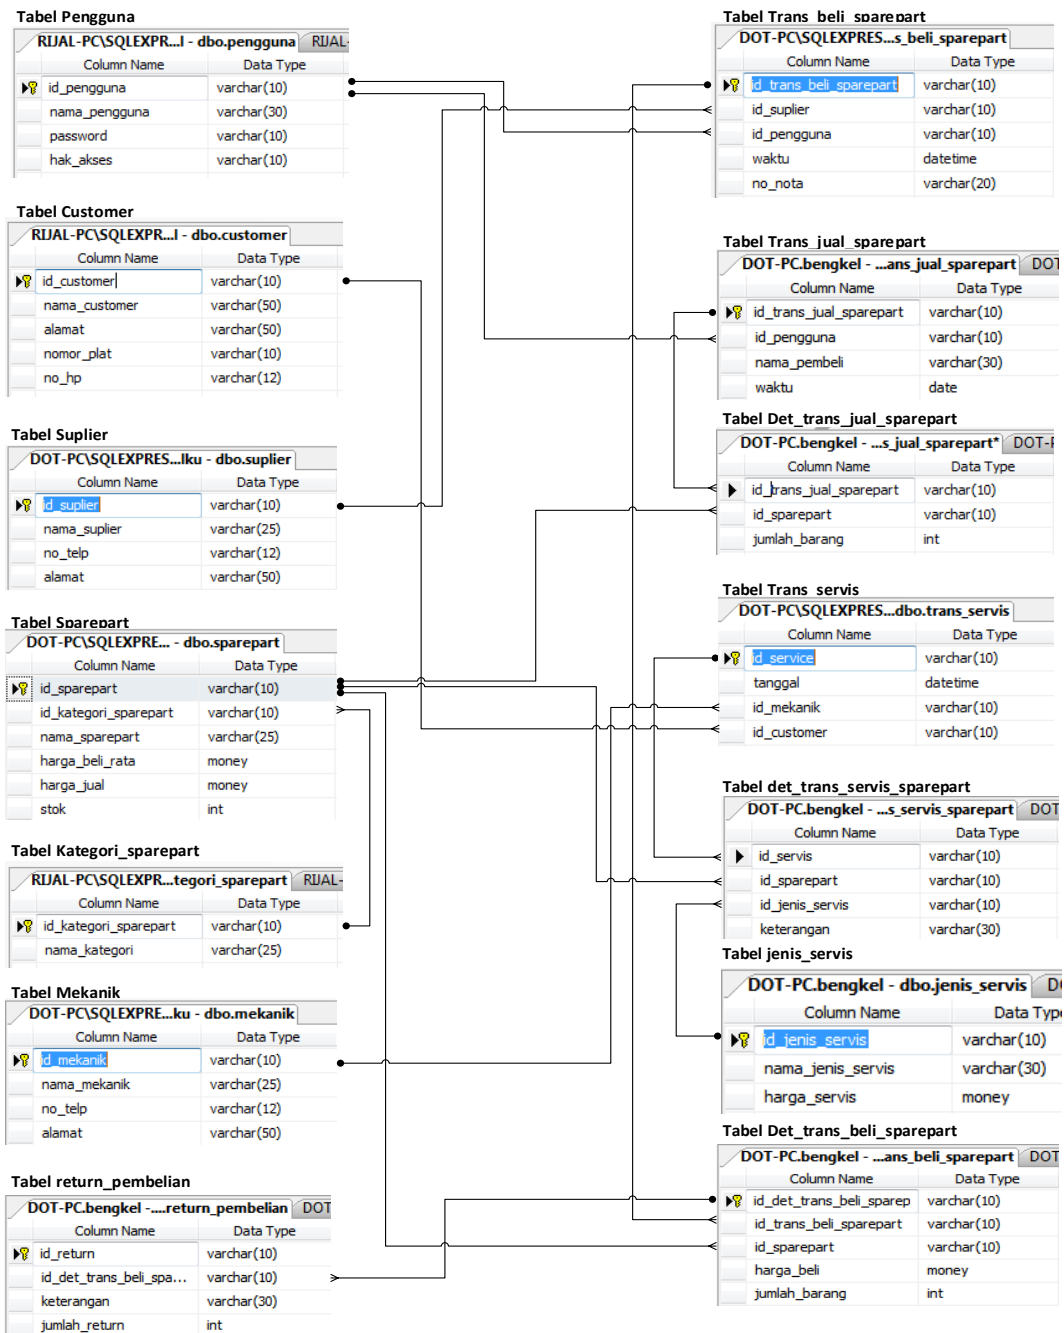 Tabel Pengguna
RIJAL-PC\SQLEXPR...l - dbo.pengguna RIJAL-
Column Name Data Type
id_pengguna varchar(10)
nama_pengguna varchar(30)
password varchar(10)
hak_akses varchar(10)
Tabel Customer
RIJAL-PC\SQLEXPR...l - dbo.customer
Column Name Data Type
id_customer varchar(10)
nama_customer varchar(50)
alamat varchar(50)
nomor_plat varchar(10)
no_hp varchar(12)
Tabel Suplier
DOT-PC\SQLEXPRES...lku - dbo.suplier
Column Name Data Type
id_suplier varchar(10)
nama_suplier varchar(25)
no_telp varchar(12)
alamat varchar(50)
Tabel Sparepart
DOT-PC\SQLEXPRE... - dbo.sparepart
Column Name Data Type
id_sparepart varchar(10)
id_kategori_sparepart varchar(10)
nama_sparepart varchar(25)
harga_beli_rata money
harga_jual money
stok int
Tabel Kategori_sparepart
RIJAL-PC\SQLEXPR...tegori_sparepart RIJAL-
Column Name Data Type
id_kategori_sparepart varchar(10)
nama_kategori varchar(25)
Tabel Mekanik
DOT-PC\SQLEXPRE...ku - dbo.mekanik
Column Name Data Type
id_mekanik varchar(10)
nama_mekanik varchar(25)
no_telp varchar(12)
alamat varchar(50)
Tabel return_pembelian
DOT-PC.bengkel -....return_pembelian DOT
Column Name Data Type
id_return varchar(10)
id_det_trans_beli_spa... varchar(10)
keterangan varchar(30)
jumlah_return int
Tabel Trans_beli_sparepart
DOT-PC\SQLEXPRES...s_beli_sparepart
Column Name Data Type
id_trans_beli_sparepart varchar(10)
id_suplier varchar(10)
id_pengguna varchar(10)
waktu datetime
no_nota varchar(20)
Tabel Trans_jual_sparepart
DOT-PC.bengkel - ...ans_jual_sparepart DOT
Column Name Data Type
id_trans_jual_sparepart varchar(10)
id_pengguna varchar(10)
nama_pembeli varchar(30)
waktu date
Tabel Det_trans_jual_sparepart
DOT-PC.bengkel - ...s_jual_sparepart* DOT-F
Column Name Data Type
id_trans_jual_sparepart varchar(10)
id_sparepart varchar(10)
jumlah_barang int
Tabel Trans_servis
DOT-PC\SQLEXPRES...dbo.trans_servis
Column Name Data Type
id_service varchar(10)
tanggal datetime
id_mekanik varchar(10)
id_customer varchar(10)
Tabel det_trans_servis_sparepart
DOT-PC.bengkel - ...s_servis_sparepart DOT
Column Name Data Type
id_servis varchar(10)
id_sparepart varchar(10)
id_jenis_servis varchar(10)
keterangan varchar(30)
Tabel jenis_servis
DOT-PC.bengkel - dbo.jenis_servis D
Column Name Data Type
id_jenis_servis varchar(10)
nama_jenis_servis varchar(30)
harga_servis money
Tabel Det_trans_beli_sparepart
DOT-PC.bengkel - ...ans_beli_sparepart DOT
Column Name Data Type
id_det_trans_beli_sparep varchar(10)
id_trans_beli_sparepart varchar(10)
id_sparepart varchar(10)
harga_beli money
jumlah_barang int